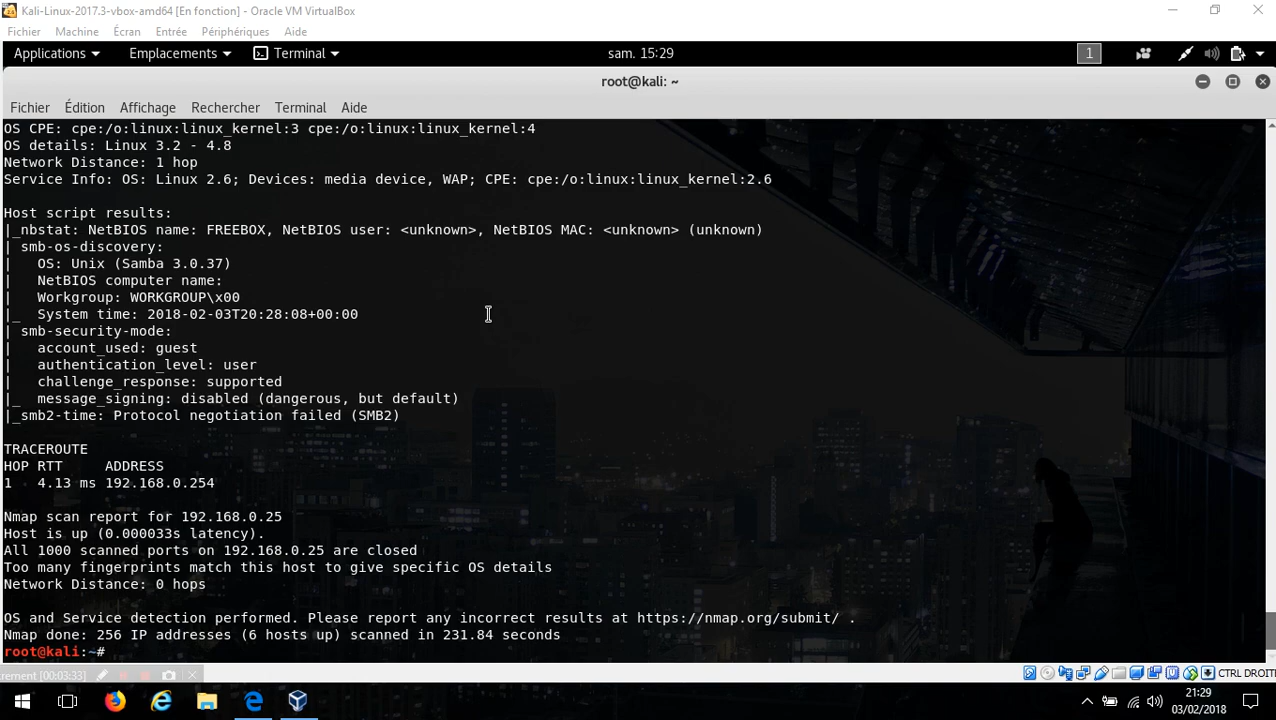 Kali-Linux-2017.3-vbox-amd64 [En fonction] - Oracle VM VirtualBox
Fichier Machine Écran Entrée Périphériques Aide
Applications Emplacements Terminal sam. 15:29 1
root@kali: ~
Fichier Édition Affichage Rechercher Terminal Aide
OS CPE: cpe:/o:linux:linux_kernel:3 cpe:/o:linux:linux_kernel:4
OS details: Linux 3.2 - 4.8
Network Distance: 1 hop
Service Info: OS: Linux 2.6; Devices: media device, WAP; CPE: cpe:/o:linux:linux_kernel:2.6
Host script results:
|_nbstat: NetBIOS name: FREEBOX, NetBIOS user: <unknown>, NetBIOS MAC: <unknown> (unknown)
| smb-os-discovery:
|   OS: Unix (Samba 3.0.37)
|   NetBIOS computer name:
|   Workgroup: WORKGROUP\x00
|_  System time: 2018-02-03T20:28:08+00:00
| smb-security-mode:
|   account_used: guest
|   authentication_level: user
|   challenge_response: supported
|_  message_signing: disabled (dangerous, but default)
|_smb2-time: Protocol negotiation failed (SMB2)
TRACEROUTE
HOP RTT     ADDRESS
1   4.13 ms 192.168.0.254
Nmap scan report for 192.168.0.25
Host is up (0.000033s latency).
All 1000 scanned ports on 192.168.0.25 are closed
Too many fingerprints match this host to give specific OS details
Network Distance: 0 hops
OS and Service detection performed. Please report any incorrect results at https://nmap.org/submit/ .
Nmap done: 256 IP addresses (6 hosts up) scanned in 231.84 seconds
root@kali:~#
trement [00:03:33]
CTRL DROITE
21:29
03/02/2018